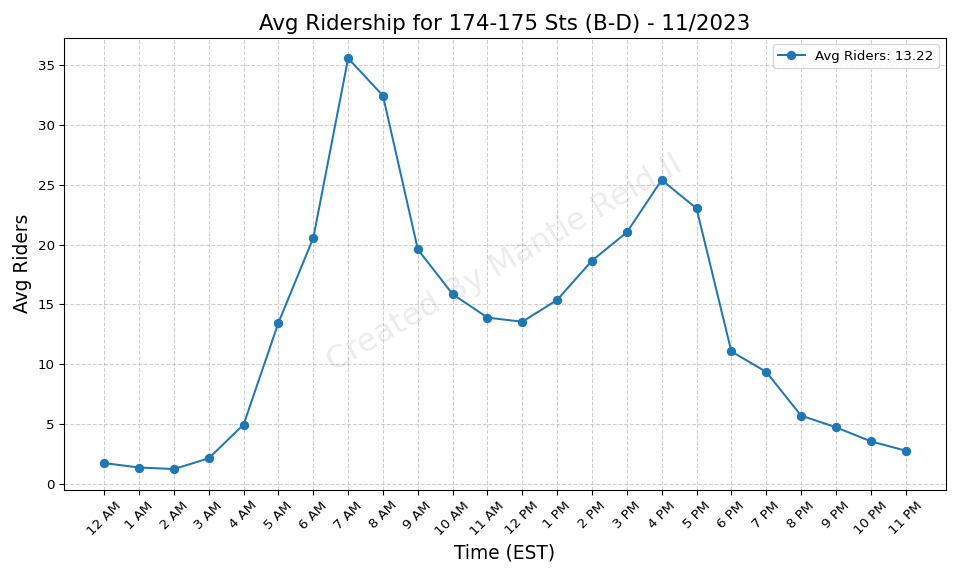 Avg Ridership for 174-175 Sts (B-D) - 11/2023
Avg Riders: 13.22
35
30
25
20
15
10
5
0
Avg Riders
Created By Mantie Reid II
12 AM
1 AM
2 AM
3 AM
4 AM
5 AM
6 AM
7 AM
8 AM
9 AM
10 AM
11 AM
12 PM
1 PM
2 PM
3 PM
4 PM
5 PM
6 PM
7 PM
8 PM
9 PM
10 PM
11 PM
Time (EST)